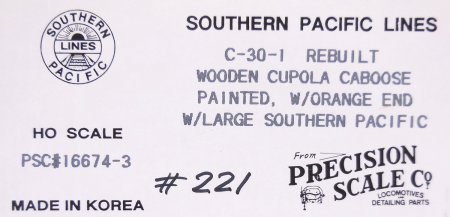 SOUTHERN
LINES
PACIFIC
SOUTHERN PACIFIC LINES
C-30-1 REBUILT
WOODEN CUPOLA CABOOSE
PAINTED, W/ORANGE END
W/LARGE SOUTHERN PACIFIC
HO SCALE
PSC#16674-3
MADE IN KOREA
#221
From
PRECISION
SCALE Co.
LOCOMOTIVES
DETAILING PARTS